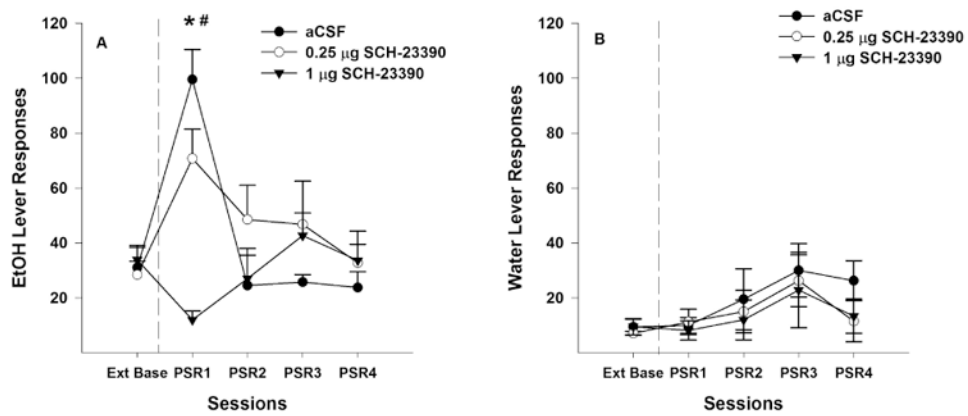 A
* #
aCSF
0.25 μg SCH-23390
1 μg SCH-23390
EtOH Lever Responses
120
100
80
60
40
20
Ext Base PSR1 PSR2 PSR3 PSR4
Sessions
B
aCSF
0.25 μg SCH-23390
1 μg SCH-23390
Water Lever Responses
120
100
80
60
40
20
Ext Base PSR1 PSR2 PSR3 PSR4
Sessions